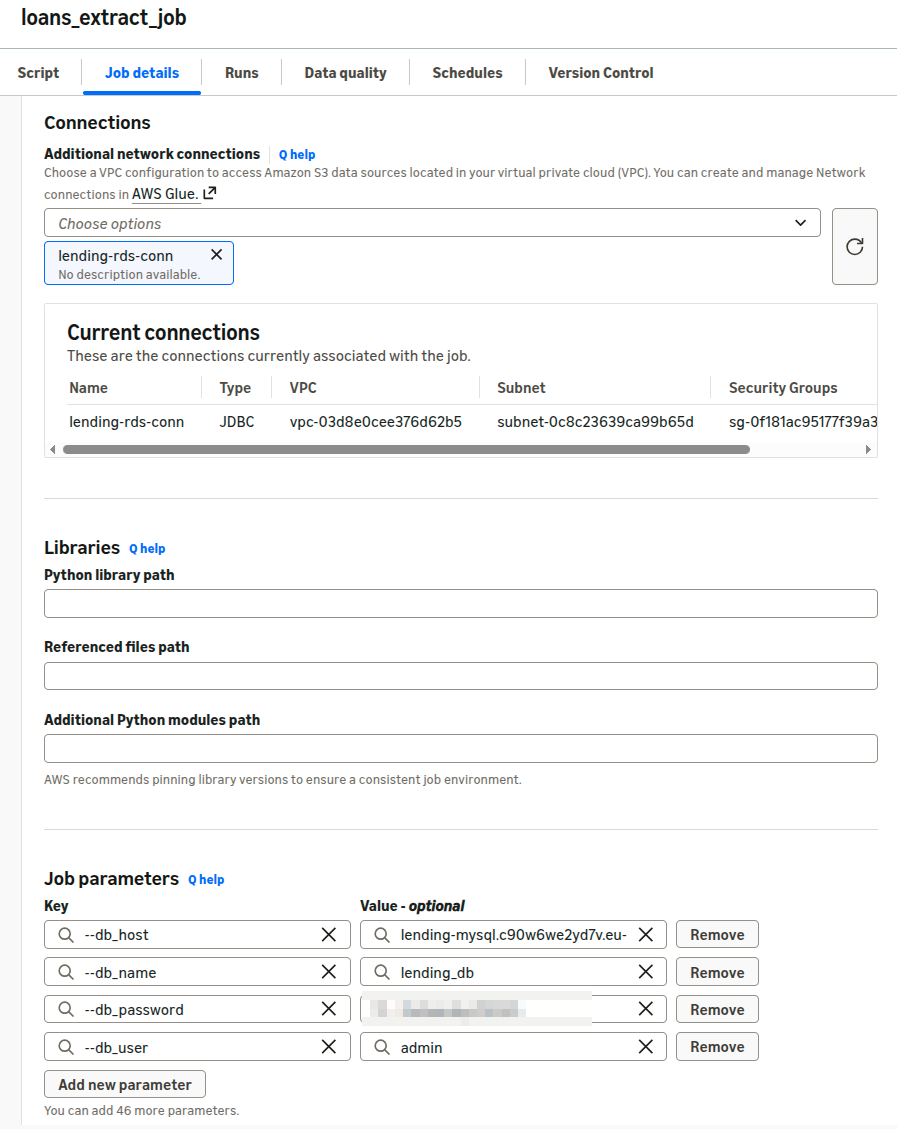 loans_extract_job
Script Job details Runs Data quality Schedules Version Control
Connections
Additional network connections Q help
Choose a VPC configuration to access Amazon S3 data sources located in your virtual private cloud (VPC). You can create and manage Network
connections in AWS Glue.
Choose options
lending-rds-conn
No description available.
Current connections
These are the connections currently associated with the job.
Name Type VPC Subnet Security Groups
lending-rds-conn JDBC vpc-03d8e0cee376d62b5 subnet-0c8c23639ca99b65d sg-0f181ac95177f39a3
Libraries Q help
Python library path
Referenced files path
Additional Python modules path
AWS recommends pinning library versions to ensure a consistent job environment.
Job parameters Q help
Key Value - optional
--db_host lending-mysql.c90w6we2yd7v.eu- Remove
--db_name lending_db Remove
--db_password Remove
--db_user admin Remove
Add new parameter
You can add 46 more parameters.